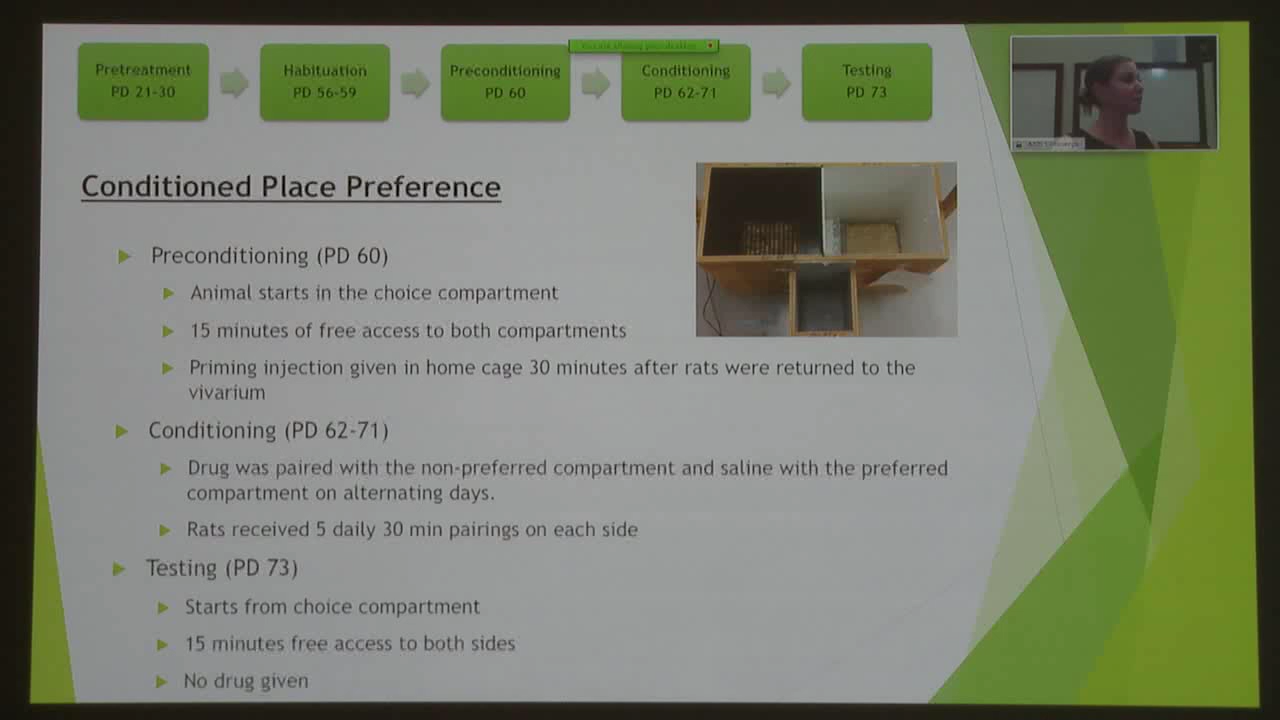 Pretreatment
PD 21-30
Habituation
PD 56-59
Preconditioning
PD 60
Conditioning
PD 62-71
Testing
PD 73
Conditioned Place Preference
Preconditioning (PD 60)
Animal starts in the choice compartment
15 minutes of free access to both compartments
Priming injection given in home cage 30 minutes after rats were returned to the
vivarium
Conditioning (PD 62-71)
Drug was paired with the non-preferred compartment and saline with the preferred
compartment on alternating days.
Rats received 5 daily 30 min pairings on each side
Testing (PD 73)
Starts from choice compartment
15 minutes free access to both sides
No drug given